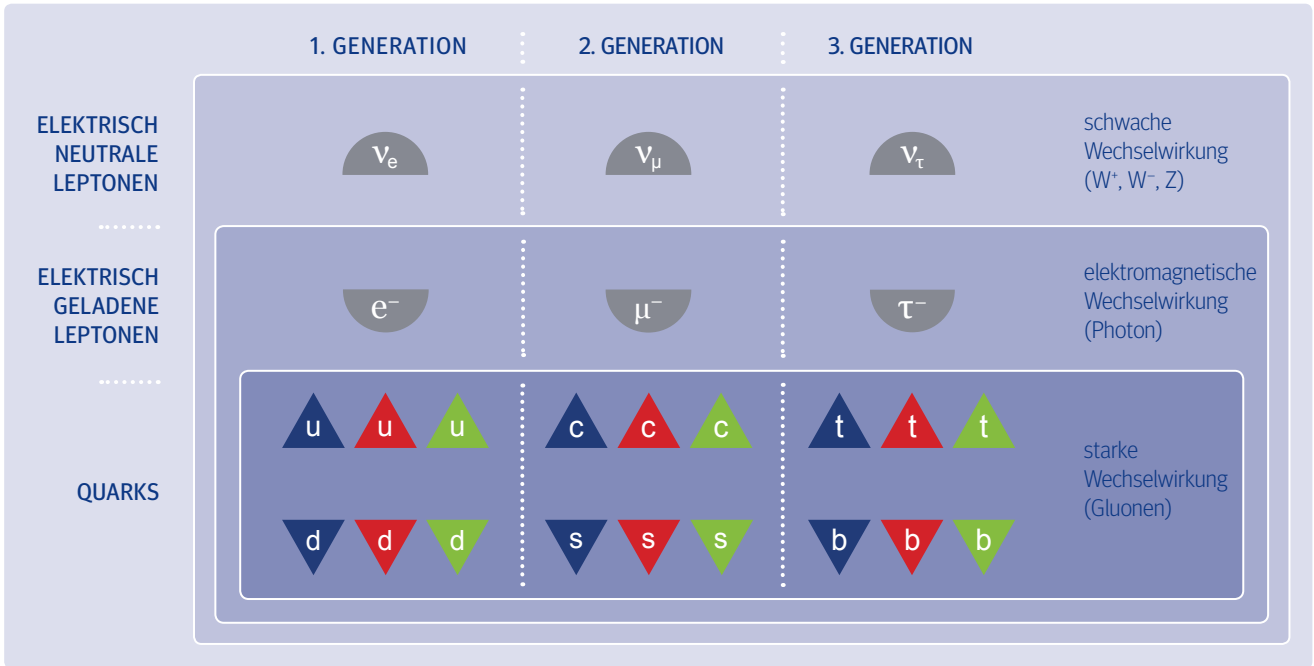 1. GENERATION 2. GENERATION 3. GENERATION
ELEKTRISCH
NEUTRALE
LEPTONEN
νe νμ ντ
schwache
Wechselwirkung
(W⁺, W⁻, Z)
ELEKTRISCH
GELADENE
LEPTONEN
e⁻ μ⁻ τ⁻
elektromagnetische
Wechselwirkung
(Photon)
QUARKS
u u u c c c t t t
d d d s s s b b b
starke
Wechselwirkung
(Gluonen)